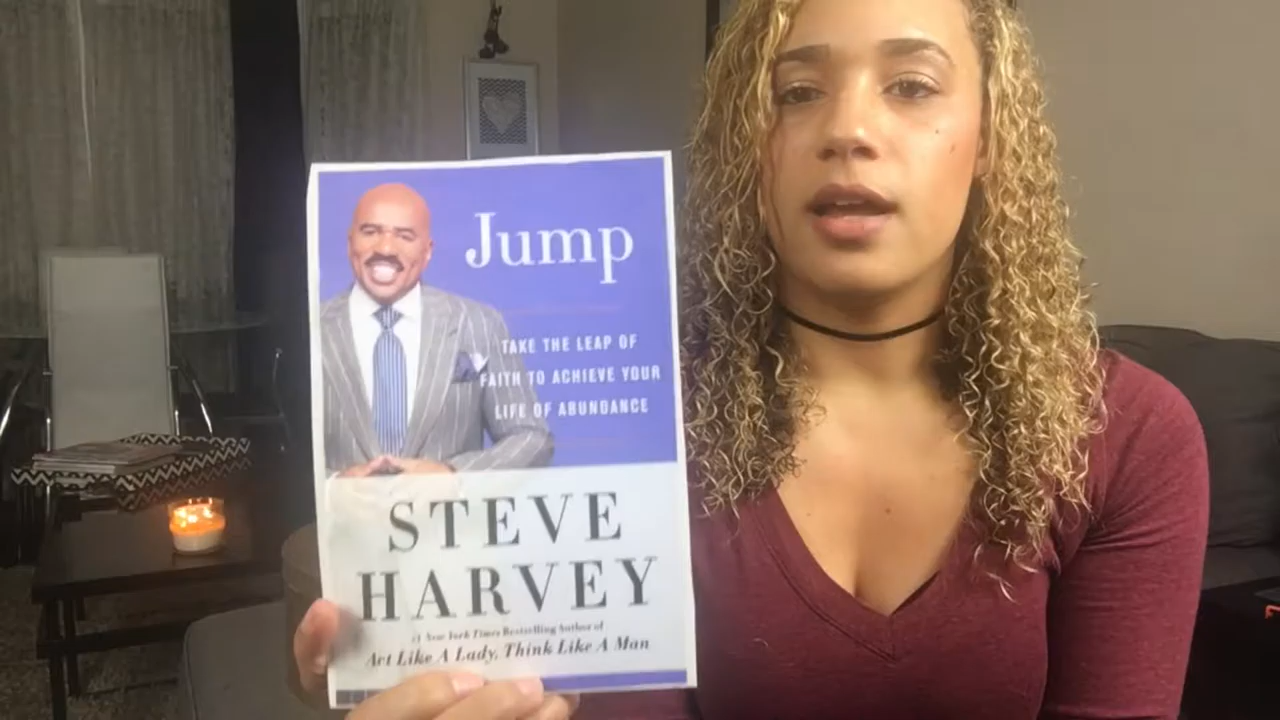 Jump
TAKE THE LEAP OF
FAITH TO ACHIEVE YOUR
LIFE OF ABUNDANCE
STEVE
HARVEY
#1 New York Times Bestselling Author of
Act Like A Lady, Think Like A Man